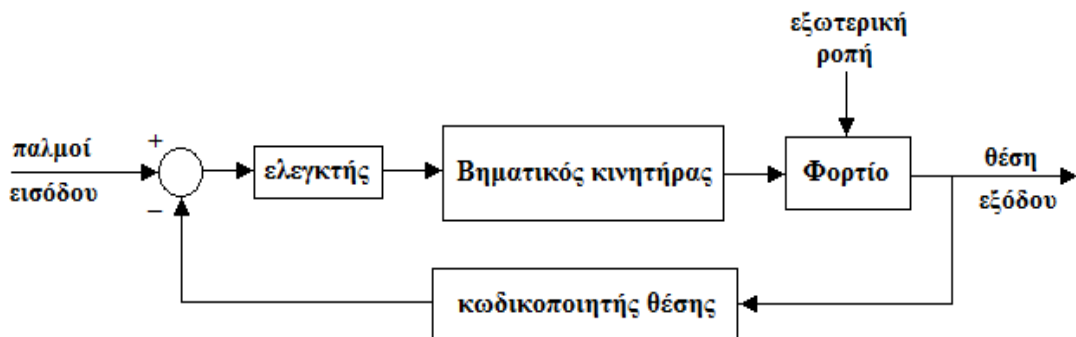 εξωτερική
ροπή
παλμοί
εισόδου
+
−
ελεγκτής
Βηματικός κινητήρας
Φορτίο
θέση
εξόδου
κωδικοποιητής θέσης